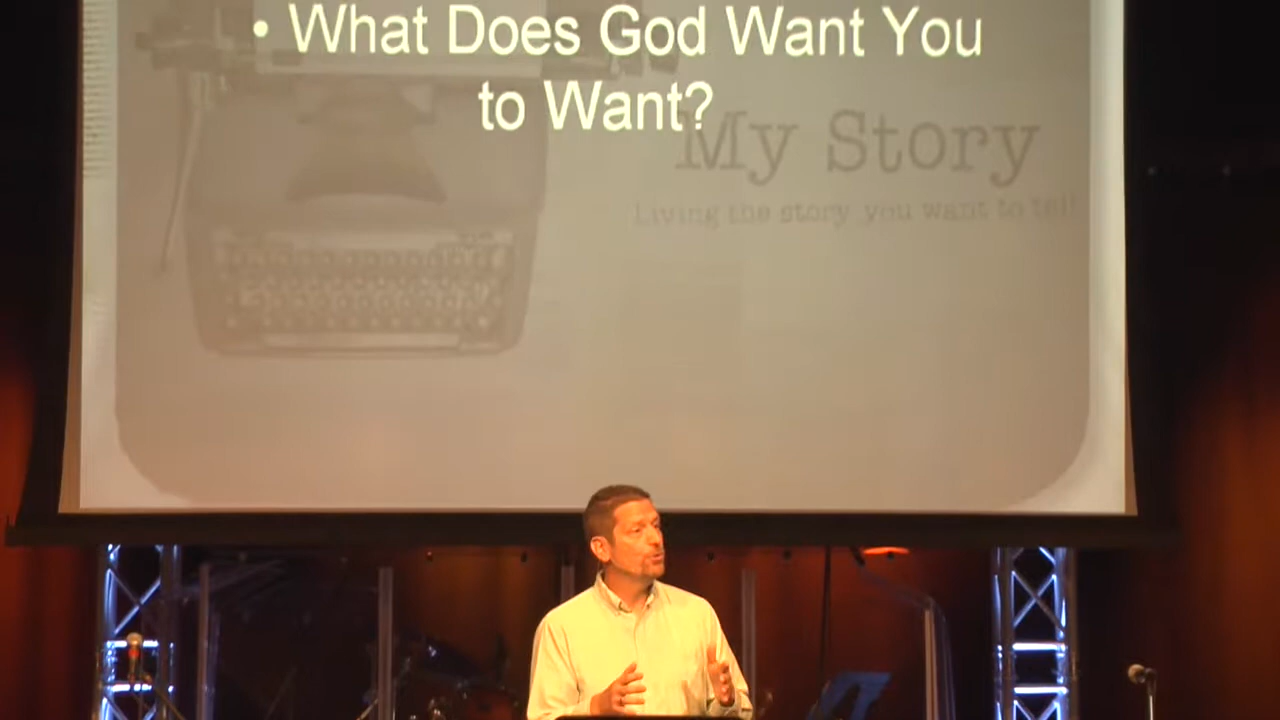 • What Does God Want You
to Want?
My Story
Living the story you want to tell